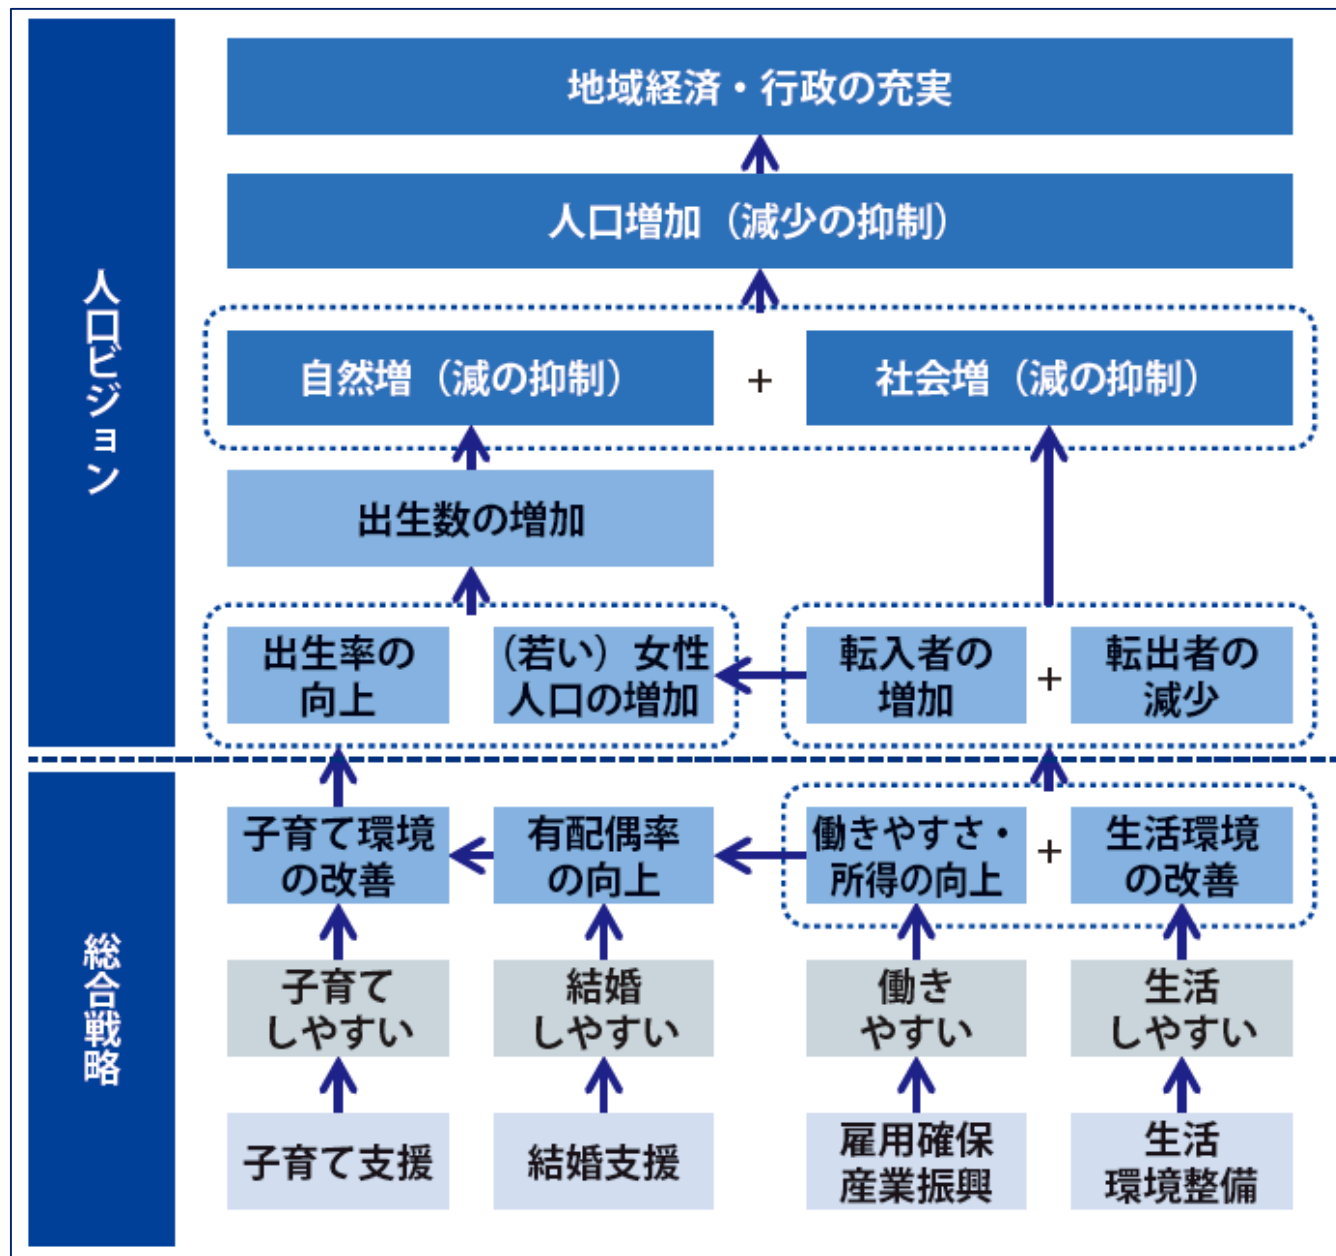 人口ビジョン
地域経済・行政の充実
人口増加（減少の抑制）
自然増（減の抑制）
+
社会増（減の抑制）
出生数の増加
出生率の
向上
（若い）女性
人口の増加
転入者の
増加
+
転出者の
減少
総合戦略
子育て環境
の改善
有配偶率
の向上
働きやすさ・
所得の向上
+
生活環境
の改善
子育て
しやすい
結婚
しやすい
働き
やすい
生活
しやすい
子育て支援
結婚支援
雇用確保
産業振興
生活
環境整備